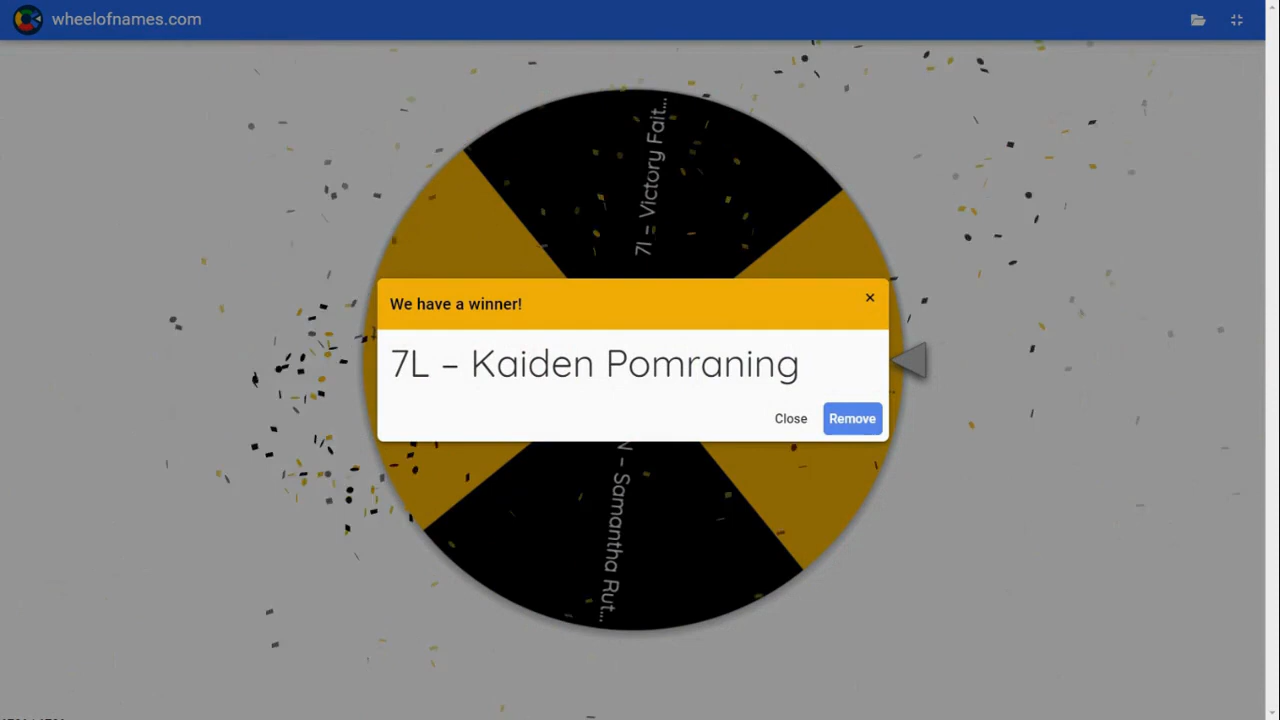 wheelofnames.com
7I – Victory Fait...
We have a winner!
×
7L – Kaiden Pomraning
Close
Remove
– Samantha Rut...